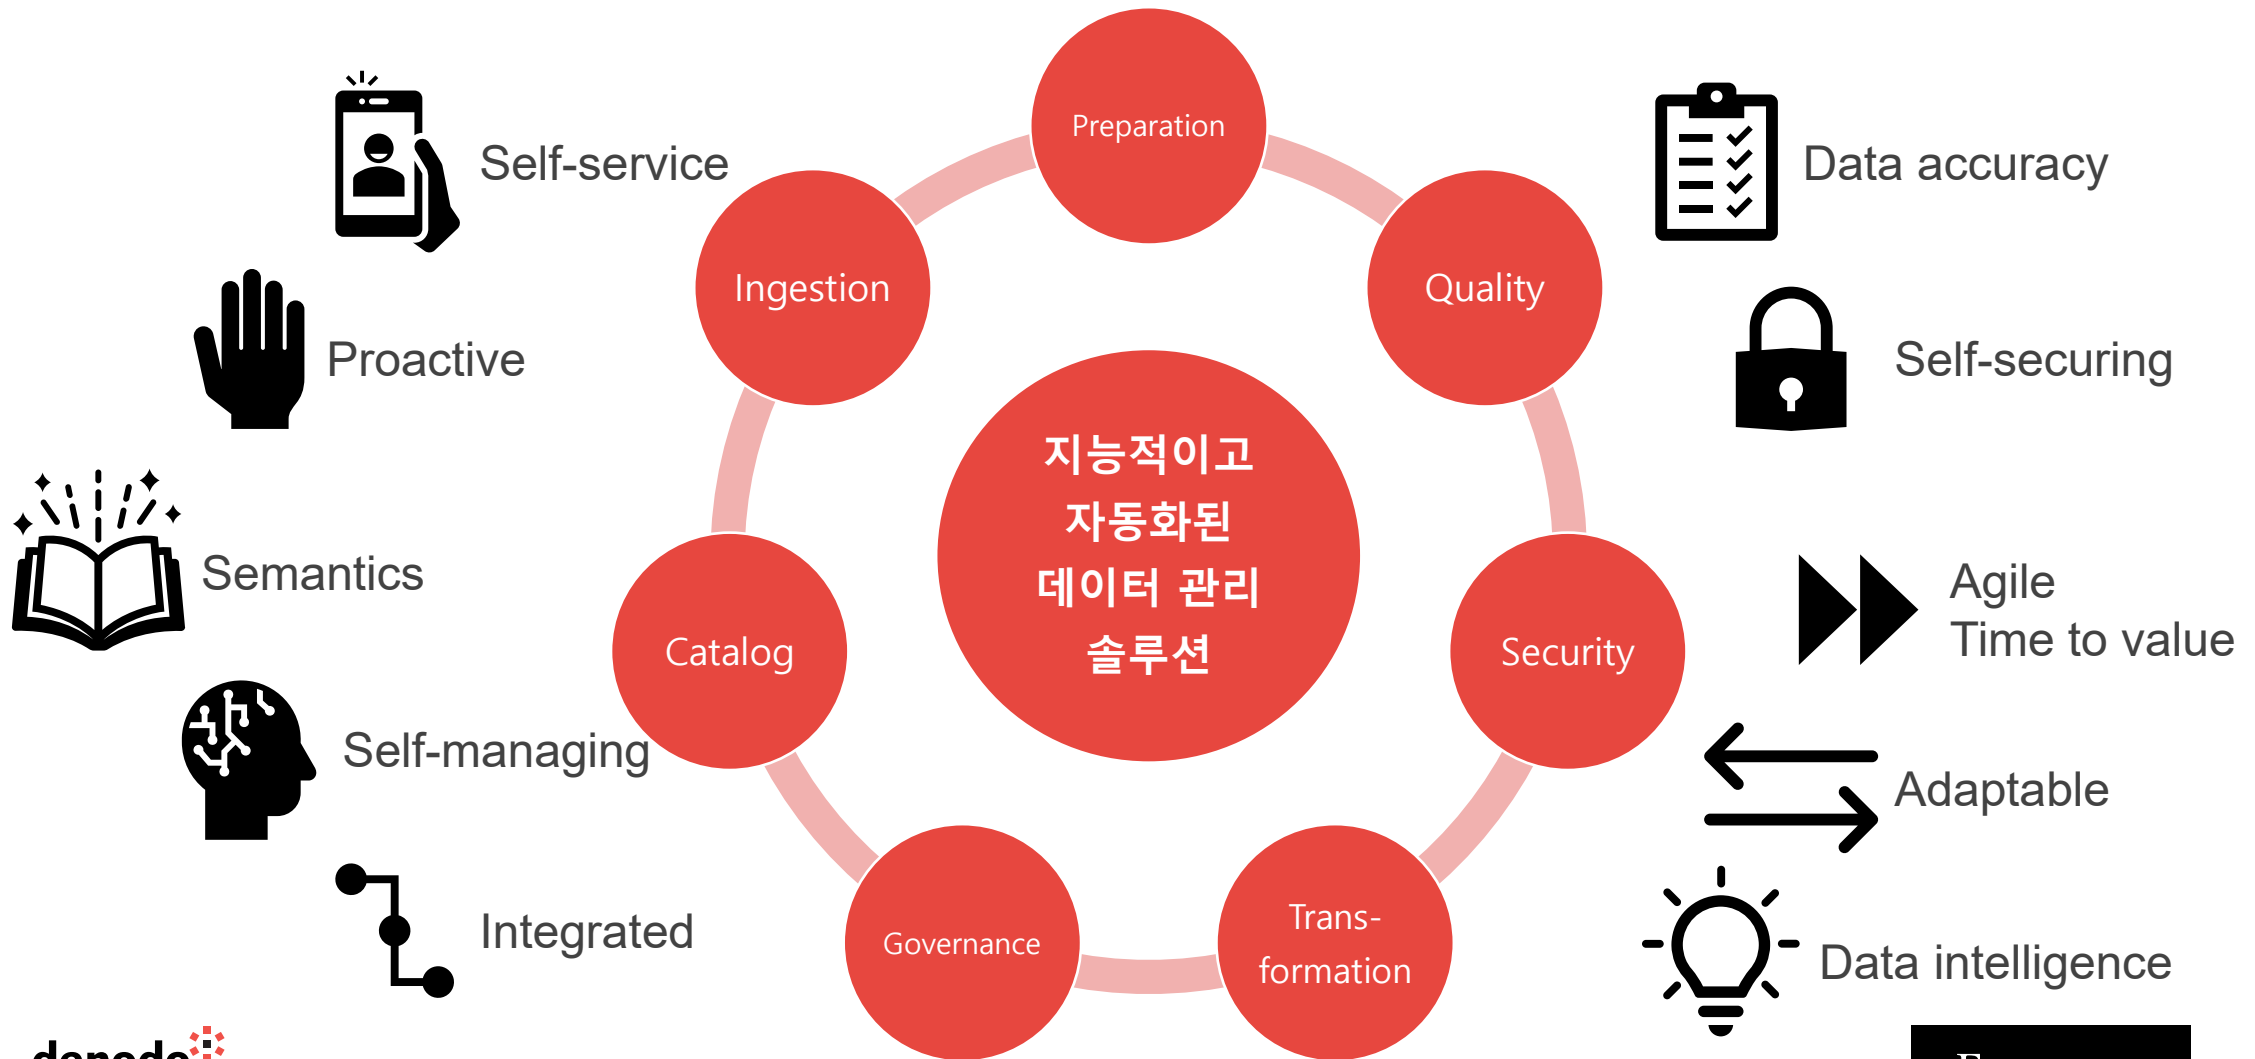 Preparation
Self-service
Data accuracy
Ingestion
Quality
Proactive
Self-securing
지능적이고
자동화된
데이터 관리
솔루션
Semantics
Agile
Time to value
Catalog
Security
Self-managing
Adaptable
Integrated
Governance
Trans-
formation
Data intelligence
denodo